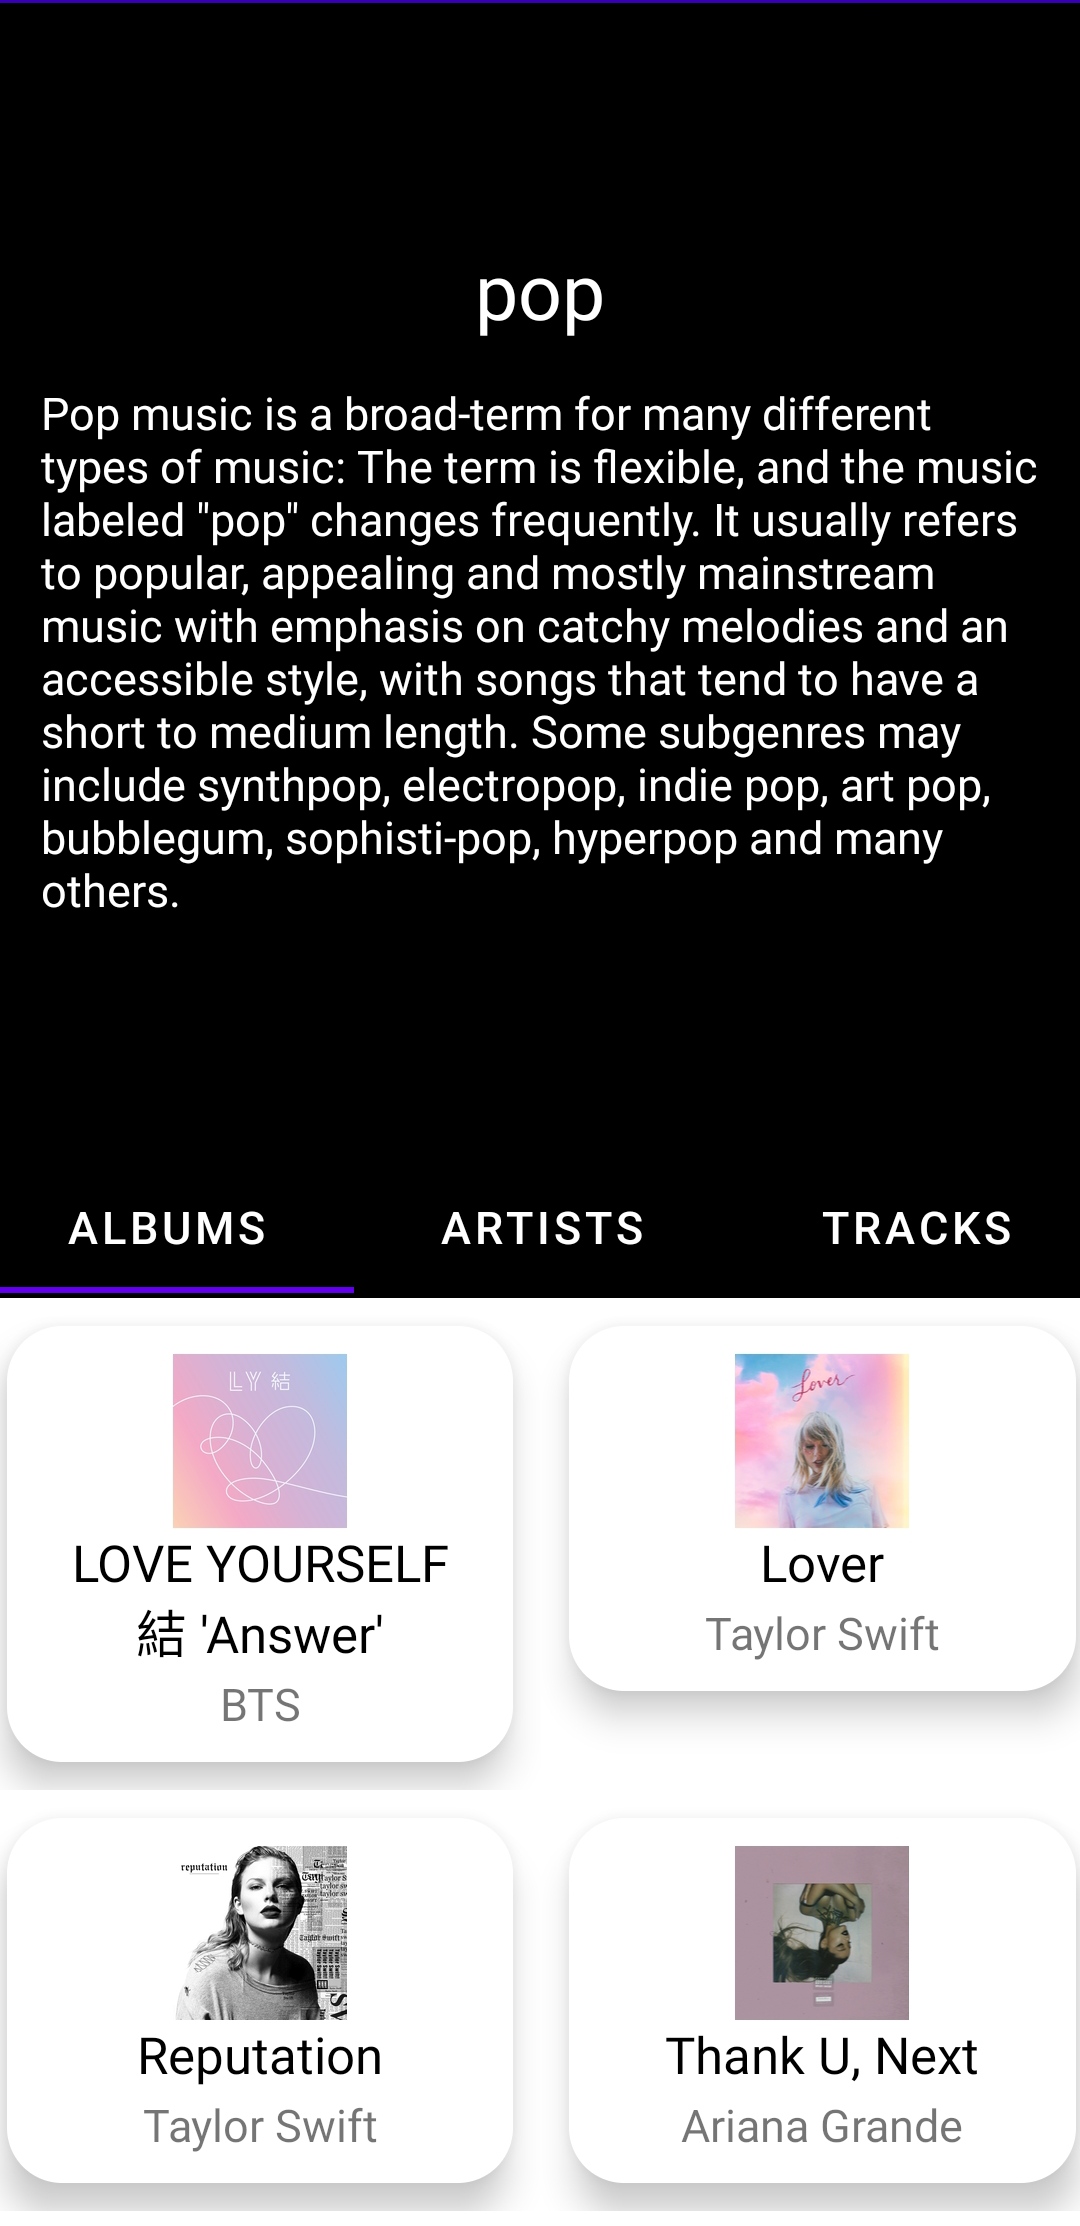 pop
Pop music is a broad-term for many different
types of music: The term is flexible, and the music
labeled "pop" changes frequently. It usually refers
to popular, appealing and mostly mainstream
music with emphasis on catchy melodies and an
accessible style, with songs that tend to have a
short to medium length. Some subgenres may
include synthpop, electropop, indie pop, art pop,
bubblegum, sophisti-pop, hyperpop and many
others.
ALBUMS
ARTISTS
TRACKS
LY 結
LOVE YOURSELF
結 'Answer'
BTS
Lover
Lover
Taylor Swift
reputation
Taylor Swift
Reputation
Taylor Swift
Thank U, Next
Ariana Grande